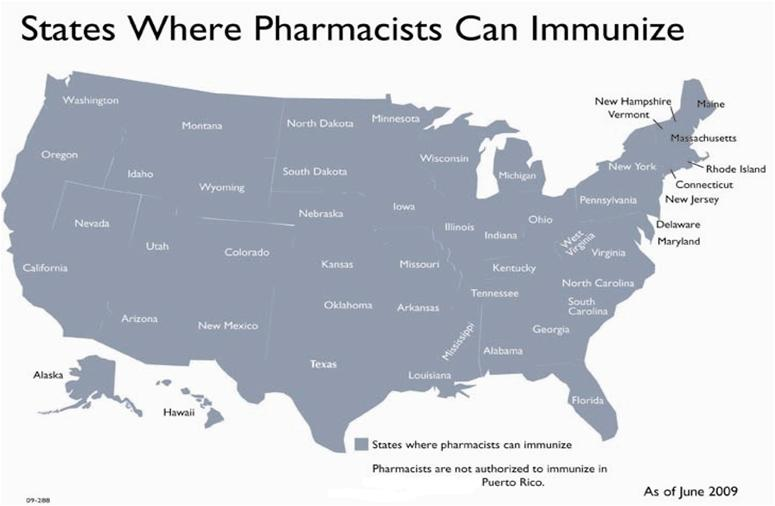 States Where Pharmacists Can Immunize
Washington
Oregon
California
Nevada
Idaho
Montana
Wyoming
Utah
Arizona
Colorado
New Mexico
North Dakota
South Dakota
Nebraska
Kansas
Oklahoma
Texas
Minnesota
Iowa
Missouri
Arkansas
Louisiana
Wisconsin
Illinois
Michigan
Indiana
Ohio
Kentucky
Tennessee
Mississippi
Alabama
Georgia
Florida
South
Carolina
North Carolina
Virginia
West
Virginia
Pennsylvania
New York
New Hampshire
Vermont
Maine
Massachusetts
Rhode Island
Connecticut
New Jersey
Delaware
Maryland
Alaska
Hawaii
States where pharmacists can immunize
Pharmacists are not authorized to immunize in
Puerto Rico.
As of June 2009
09-288